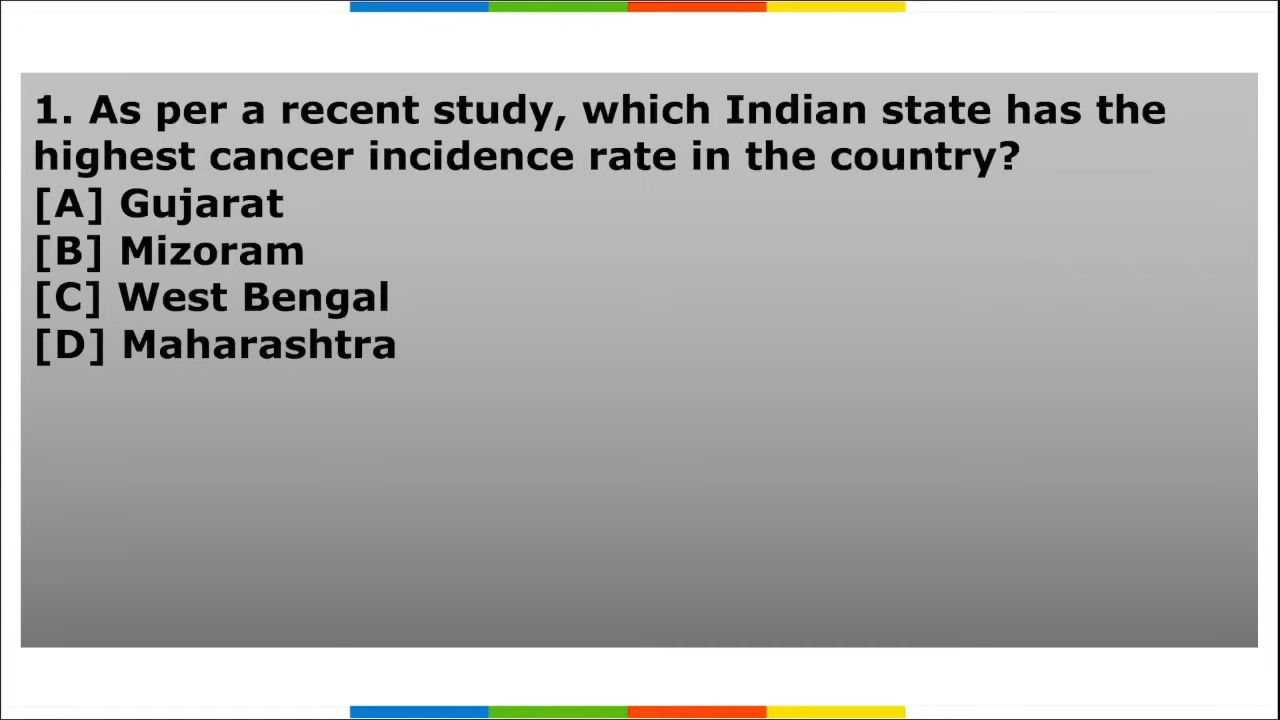 1. As per a recent study, which Indian state has the
highest cancer incidence rate in the country?
[A] Gujarat
[B] Mizoram
[C] West Bengal
[D] Maharashtra